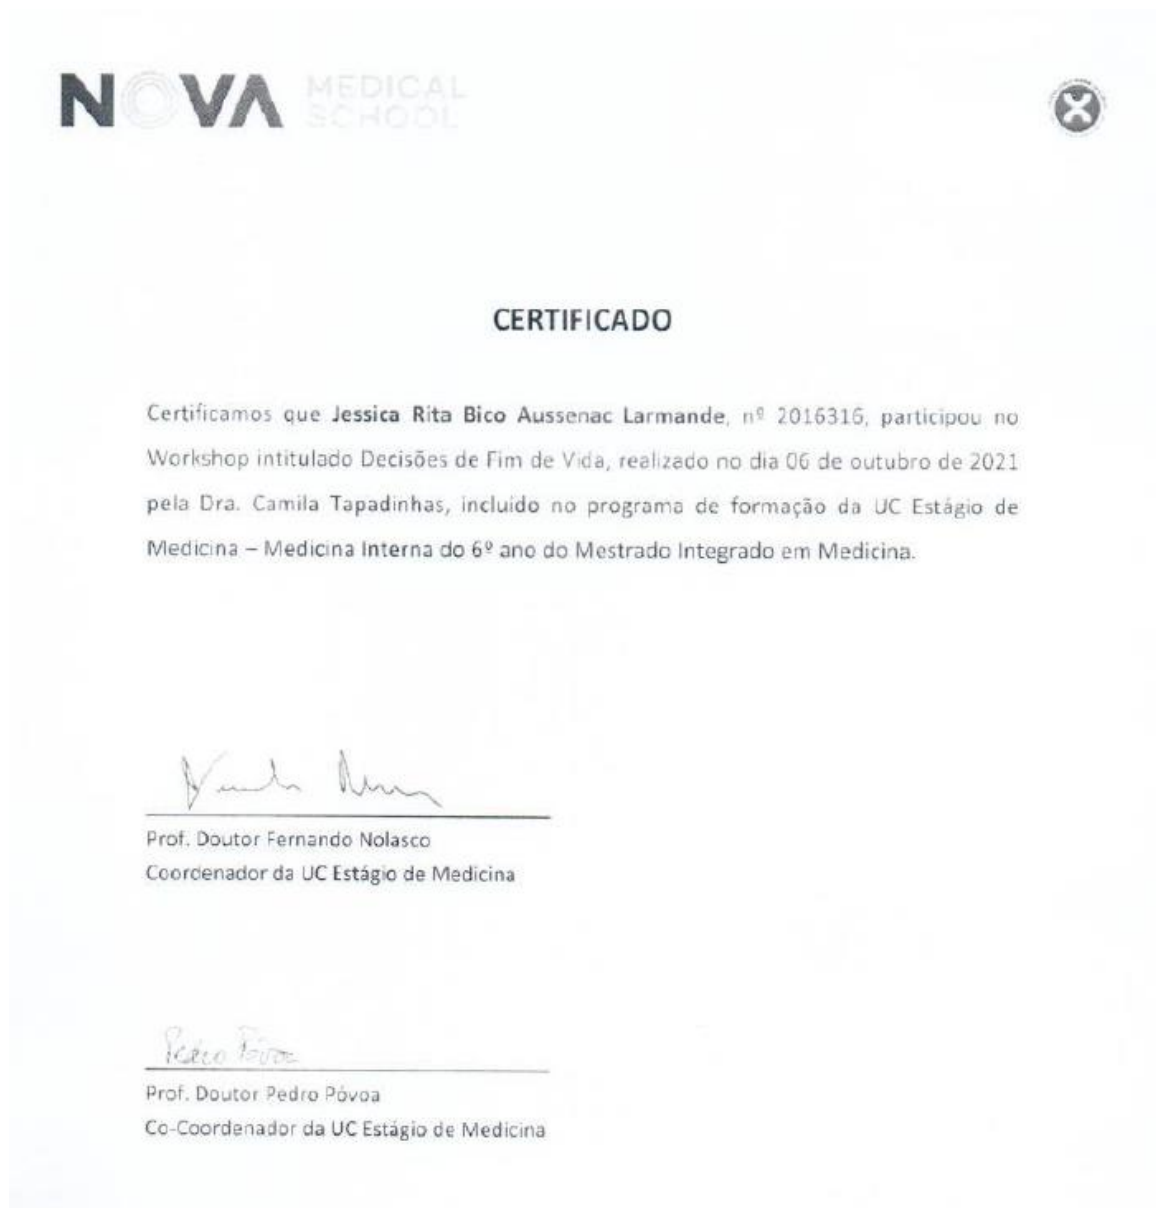 NOVA MEDICAL
SCHOOL
CERTIFICADO
Certificamos que Jessica Rita Bico Aussenac Larmande, nº 2016316, participou no
Workshop intitulado Decisões de Fim de Vida, realizado no dia 06 de outubro de 2021
pela Dra. Camila Tapadinhas, incluido no programa de formação da UC Estágio de
Medicina – Medicina Interna do 6º ano do Mestrado Integrado em Medicina.
Prof. Doutor Fernando Nolasco
Coordenador da UC Estágio de Medicina
Pedro Póvoa
Prof. Doutor Pedro Póvoa
Co-Coordenador da UC Estágio de Medicina